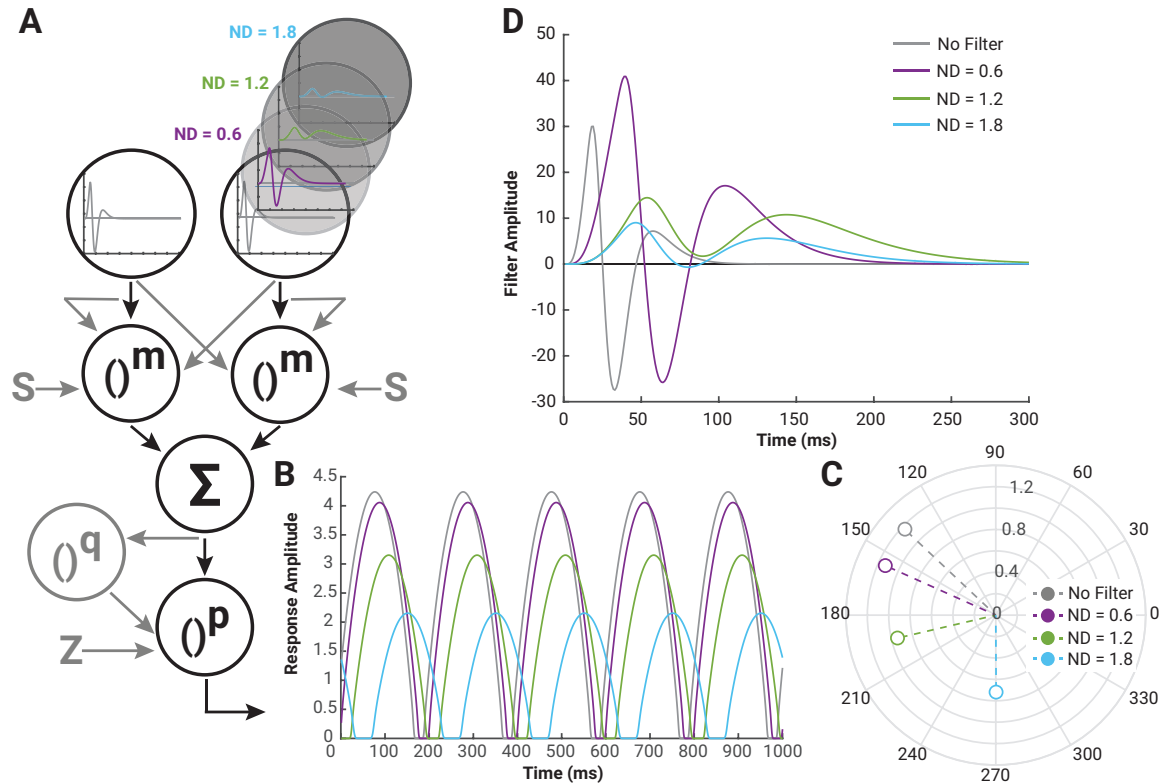 A
ND = 1.8
ND = 1.2
ND = 0.6
()m
()m
S
S
Σ
()q
()p
Z
B
Response Amplitude
4.5
4
3.5
3
2.5
2
1.5
1
0.5
0
0 100 200 300 400 500 600 700 800 900 1000
Time (ms)
D
Filter Amplitude
50
40
30
20
10
0
-10
-20
-30
0 50 100 150 200 250 300
Time (ms)
No Filter
ND = 0.6
ND = 1.2
ND = 1.8
C
90
120 60
150 30
180 0
210 330
240 300
270
1.2
0.8
0.4
0
No Filter
ND = 0.6
ND = 1.2
ND = 1.8